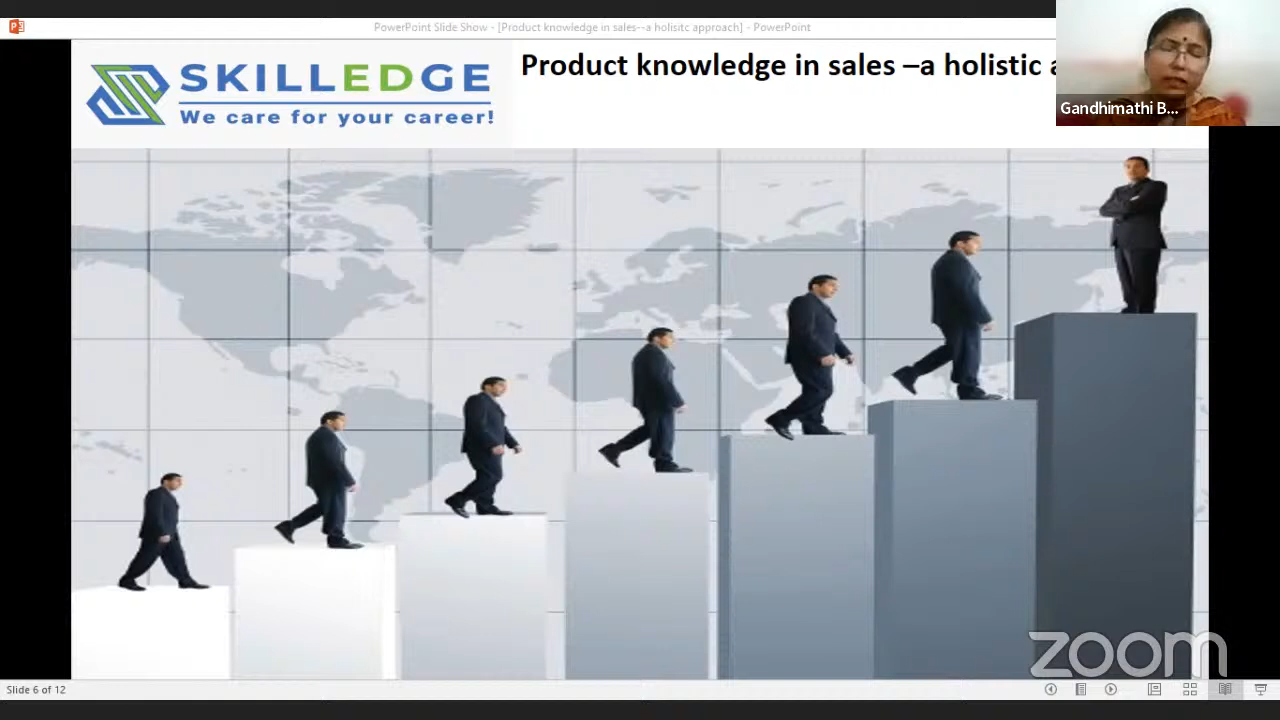 PowerPoint Slide Show - [Product knowledge in sales--a holisitc approach] - PowerPoint
SKILLEDGE
We care for your career!
Product knowledge in sales –a holistic a
Gandhimathi B...
zoom
Slide 6 of 12